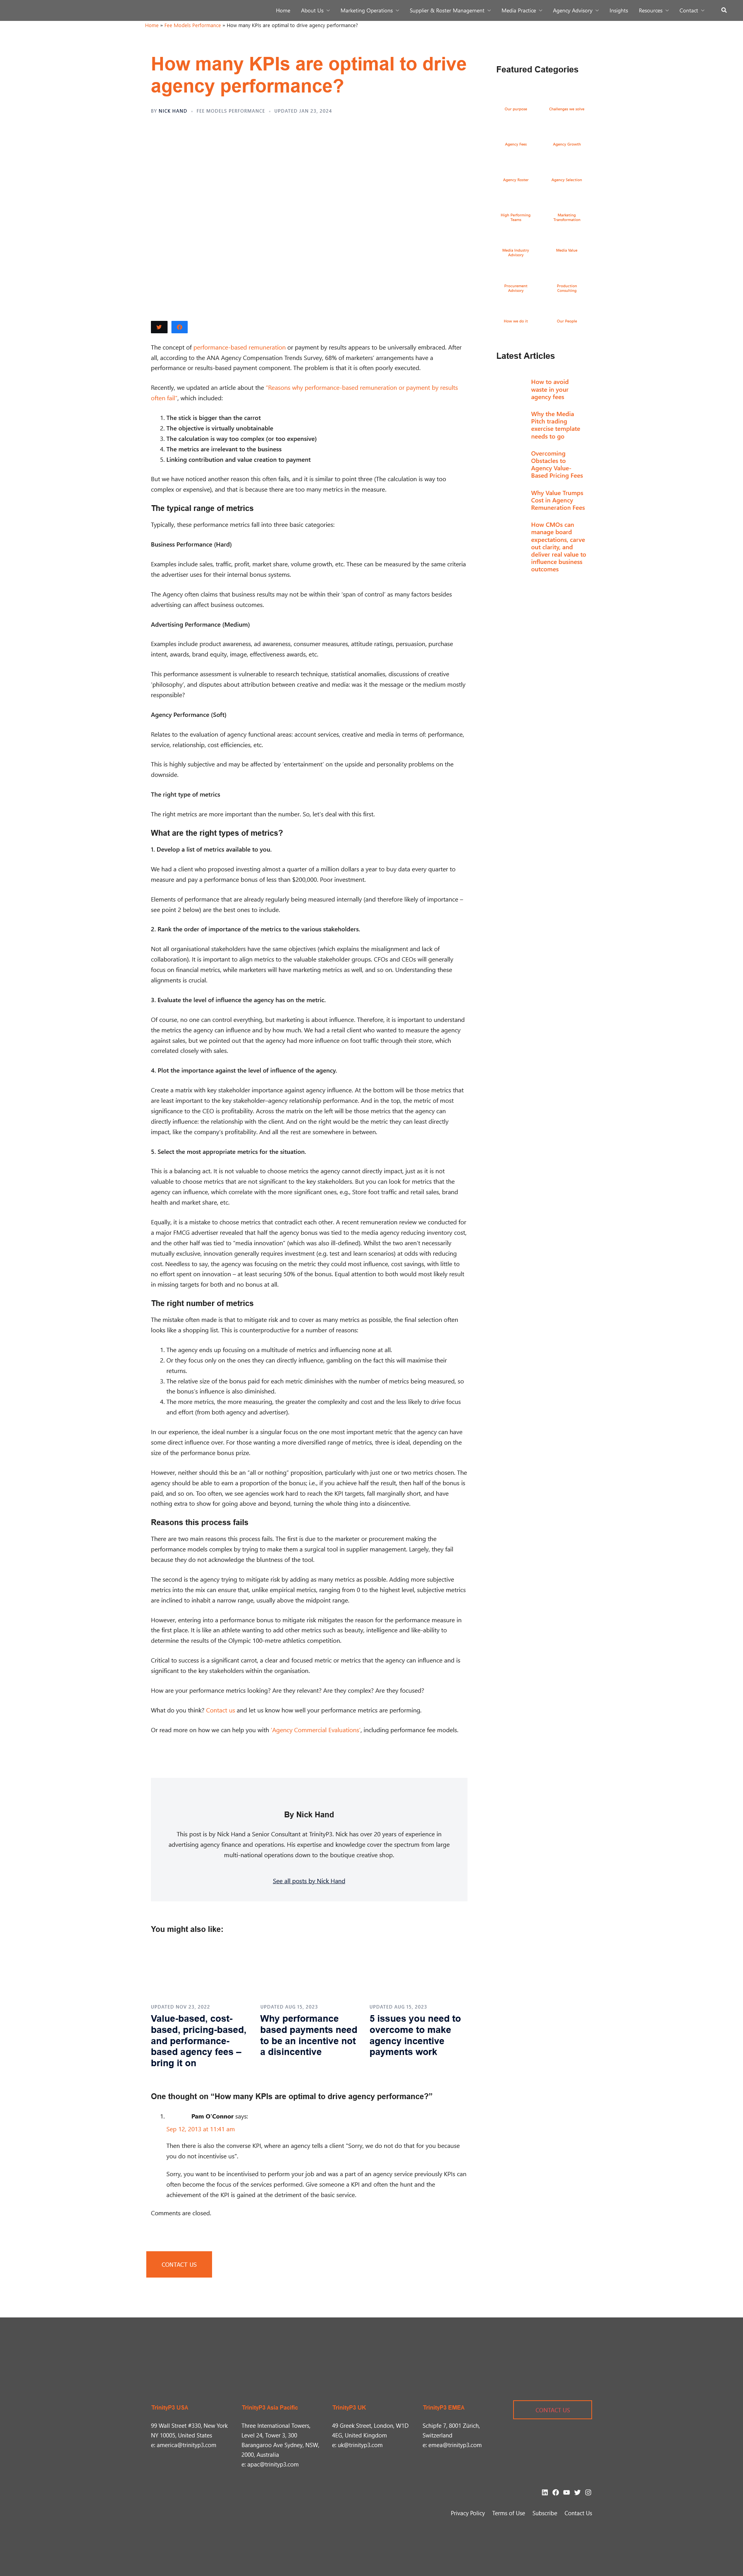 Home About Us Marketing Operations Supplier & Roster Management Media Practice Agency Advisory Insights Resources Contact
Home » Fee Models Performance » How many KPIs are optimal to drive agency performance?
How many KPIs are optimal to drive
agency performance?
BY NICK HAND - FEE MODELS PERFORMANCE - UPDATED JAN 23, 2024
The concept of performance-based remuneration or payment by results appears to be universally embraced. After
all, according to the ANA Agency Compensation Trends Survey, 68% of marketers' arrangements have a
performance or results-based payment component. The problem is that it is often poorly executed.
Recently, we updated an article about the "Reasons why performance-based remuneration or payment by results
often fail", which included:
1. The stick is bigger than the carrot
2. The objective is virtually unobtainable
3. The calculation is way too complex (or too expensive)
4. The metrics are irrelevant to the business
5. Linking contribution and value creation to payment
But we have noticed another reason this often fails, and it is similar to point three (The calculation is way too
complex or expensive), and that is because there are too many metrics in the measure.
The typical range of metrics
Typically, these performance metrics fall into three basic categories:
Business Performance (Hard)
Examples include sales, traffic, profit, market share, volume growth, etc. These can be measured by the same criteria
the advertiser uses for their internal bonus systems.
The Agency often claims that business results may not be within their 'span of control' as many factors besides
advertising can affect business outcomes.
Advertising Performance (Medium)
Examples include product awareness, ad awareness, consumer measures, attitude ratings, persuasion, purchase
intent, awards, brand equity, image, effectiveness awards, etc.
This performance assessment is vulnerable to research technique, statistical anomalies, discussions of creative
'philosophy', and disputes about attribution between creative and media: was it the message or the medium mostly
responsible?
Agency Performance (Soft)
Relates to the evaluation of agency functional areas: account services, creative and media in terms of: performance,
service, relationship, cost efficiencies, etc.
This is highly subjective and may be affected by 'entertainment' on the upside and personality problems on the
downside.
The right type of metrics
The right metrics are more important than the number. So, let's deal with this first.
What are the right types of metrics?
1. Develop a list of metrics available to you.
We had a client who proposed investing almost a quarter of a million dollars a year to buy data every quarter to
measure and pay a performance bonus of less than $200,000. Poor investment.
Elements of performance that are already regularly being measured internally (and therefore likely of importance –
see point 2 below) and the best ones to include.
2. Rank the order of importance of the metrics to the various stakeholders.
Not all organisational stakeholders have the same objectives (which explains the misalignment and lack of
collaboration). It is important to align metrics to the valuable stakeholder groups. CFOs and CEOs will generally
focus on financial metrics, while marketers will have marketing metrics as well, and so on. Understanding these
alignments is crucial.
3. Evaluate the level of influence the agency has on the metric.
Of course, no one can control everything, but marketing is about influence. Therefore, it is important to understand
the metrics the agency can influence and by how much. We had a retail client who wanted to measure the agency
against sales, but we pointed out that the agency had more influence on foot traffic through their store, which
correlated closely with sales.
4. Plot the importance against the level of influence of the agency.
Create a matrix with key stakeholder importance against agency influence. At the bottom will be those metrics that
are least important to the key stakeholder–agency relationship performance. And in the top, the metric of most
significance to the CEO is profitability. Across the matrix on the left will be those metrics that the agency can
directly influence: the relationship with the client. And on the right would be the metric they can least directly
impact, like the company's profitability. And all the rest are somewhere in between.
5. Select the most appropriate metrics for the situation.
This is a balancing act. It is not valuable to choose metrics the agency cannot directly impact, just as it is not
valuable to choose metrics that are not significant to the key stakeholders. But you can look for metrics that the
agency can influence, which correlate with the more significant ones, e.g., Store foot traffic and retail sales, brand
health and market share, etc.
Equally, it is a mistake to choose metrics that contradict each other. A recent remuneration review we conducted for
a major FMCG advertiser revealed that half the agency bonus was tied to the media agency reducing inventory cost,
and the other half was tied to "media innovation" (which was also ill-defined). Whilst the two aren't necessarily
mutually exclusive, innovation generally requires investment (e.g. test and learn scenarios) at odds with reducing
cost. Needless to say, the agency was focusing on the metric they could most influence, cost savings, with little to
no effort spent on innovation – at least securing 50% of the bonus. Equal attention to both would most likely result
in missing targets for both and no bonus at all.
The right number of metrics
The mistake often made is that to mitigate risk and to cover as many metrics as possible, the final selection often
looks like a shopping list. This is counterproductive for a number of reasons:
1. The agency ends up focusing on a multitude of metrics and influencing none at all.
2. Or they focus only on the ones they can directly influence, gambling on the fact this will maximise their
returns.
3. The relative size of the bonus paid for each metric diminishes with the number of metrics being measured, so
the bonus's influence is also diminished.
4. The more metrics, the more measuring, the greater the complexity and cost and the less likely to drive focus
and effort (from both agency and advertiser).
In our experience, the ideal number is a singular focus on the one most important metric that the agency can have
some direct influence over. For those wanting a more diversified range of metrics, three is ideal, depending on the
size of the performance bonus prize.
However, neither should this be an "all or nothing" proposition, particularly with just one or two metrics chosen. The
agency should be able to earn a proportion of the bonus; i.e., if you achieve half the result, then half of the bonus is
paid, and so on. Too often, we see agencies work hard to reach the KPI targets, fall marginally short, and have
nothing extra to show for going above and beyond, turning the whole thing into a disincentive.
Reasons this process fails
There are two main reasons this process fails. The first is due to the marketer or procurement making the
performance models complex by trying to make them a surgical tool in supplier management. Largely, they fail
because they do not acknowledge the bluntness of the tool.
The second is the agency trying to mitigate risk by adding as many metrics as possible. Adding more subjective
metrics into the mix can ensure that, unlike empirical metrics, ranging from 0 to the highest level, subjective metrics
are inclined to inhabit a narrow range, usually above the midpoint range.
However, entering into a performance bonus to mitigate risk mitigates the reason for the performance measure in
the first place. It is like an athlete wanting to add other metrics such as beauty, intelligence and like-ability to
determine the results of the Olympic 100-metre athletics competition.
Critical to success is a significant carrot, a clear and focused metric or metrics that the agency can influence and is
significant to the key stakeholders within the organisation.
How are your performance metrics looking? Are they relevant? Are they complex? Are they focused?
What do you think? Contact us and let us know how well your performance metrics are performing.
Or read more on how we can help you with 'Agency Commercial Evaluations', including performance fee models.
By Nick Hand
This post is by Nick Hand a Senior Consultant at TrinityP3. Nick has over 20 years of experience in
advertising agency finance and operations. His expertise and knowledge cover the spectrum from large
multi-national operations down to the boutique creative shop.
See all posts by Nick Hand
You might also like:
UPDATED NOV 23, 2022
Value-based, cost-
based, pricing-based,
and performance-
based agency fees –
bring it on
UPDATED AUG 15, 2023
Why performance
based payments need
to be an incentive not
a disincentive
UPDATED AUG 15, 2023
5 issues you need to
overcome to make
agency incentive
payments work
One thought on "How many KPIs are optimal to drive agency performance?"
1. Pam O'Connor says:
Sep 12, 2013 at 11:41 am
Then there is also the converse KPI, where an agency tells a client "Sorry, we do not do that for you because
you do not incentivise us".
Sorry, you want to be incentivised to perform your job and was a part of an agency service previously KPIs can
often become the focus of the services performed. Give someone a KPI and often the hunt and the
achievement of the KPI is gained at the detriment of the basic service.
Comments are closed.
CONTACT US
Featured Categories
Our purpose
Challenges we solve
Agency Fees
Agency Growth
Agency Roster
Agency Selection
High Performing
Teams
Marketing
Transformation
Media Industry
Advisory
Media Value
Procurement
Advisory
Production
Consulting
How we do it
Our People
Latest Articles
How to avoid
waste in your
agency fees
Why the Media
Pitch trading
exercise template
needs to go
Overcoming
Obstacles to
Agency Value-
Based Pricing Fees
Why Value Trumps
Cost in Agency
Remuneration Fees
How CMOs can
manage board
expectations, carve
out clarity, and
deliver real value to
influence business
outcomes
TrinityP3 USA
99 Wall Street #330, New York
NY 10005, United States
e: america@trinityp3.com
TrinityP3 Asia Pacific
Three International Towers,
Level 24, Tower 3, 300
Barangaroo Ave Sydney, NSW,
2000, Australia
e: apac@trinityp3.com
TrinityP3 UK
49 Greek Street, London, W1D
4EG, United Kingdom
e: uk@trinityp3.com
TrinityP3 EMEA
Schipfe 7, 8001 Zürich,
Switzerland
e: emea@trinityp3.com
CONTACT US
Privacy Policy Terms of Use Subscribe Contact Us